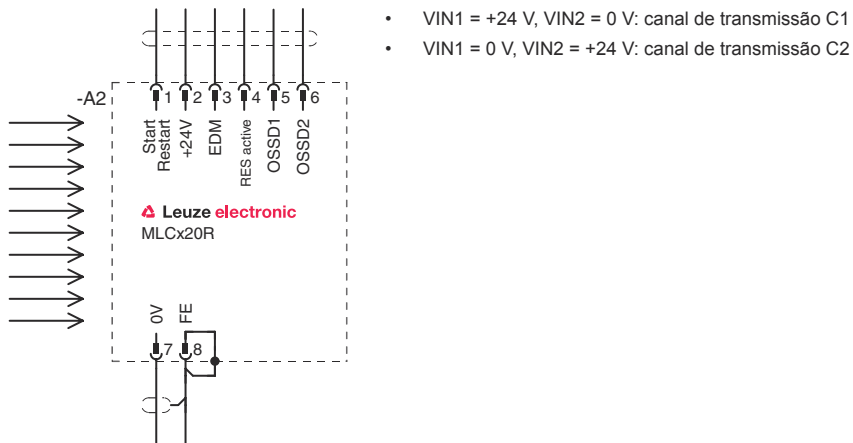 • VIN1 = +24 V, VIN2 = 0 V: canal de transmissão C1
• VIN1 = 0 V, VIN2 = +24 V: canal de transmissão C2
-A2
1 2 3 4 5 6
Start
Restart
+24V
EDM
RES active
OSSD1
OSSD2
Leuze electronic
MLCx20R
0V
FE
7 8